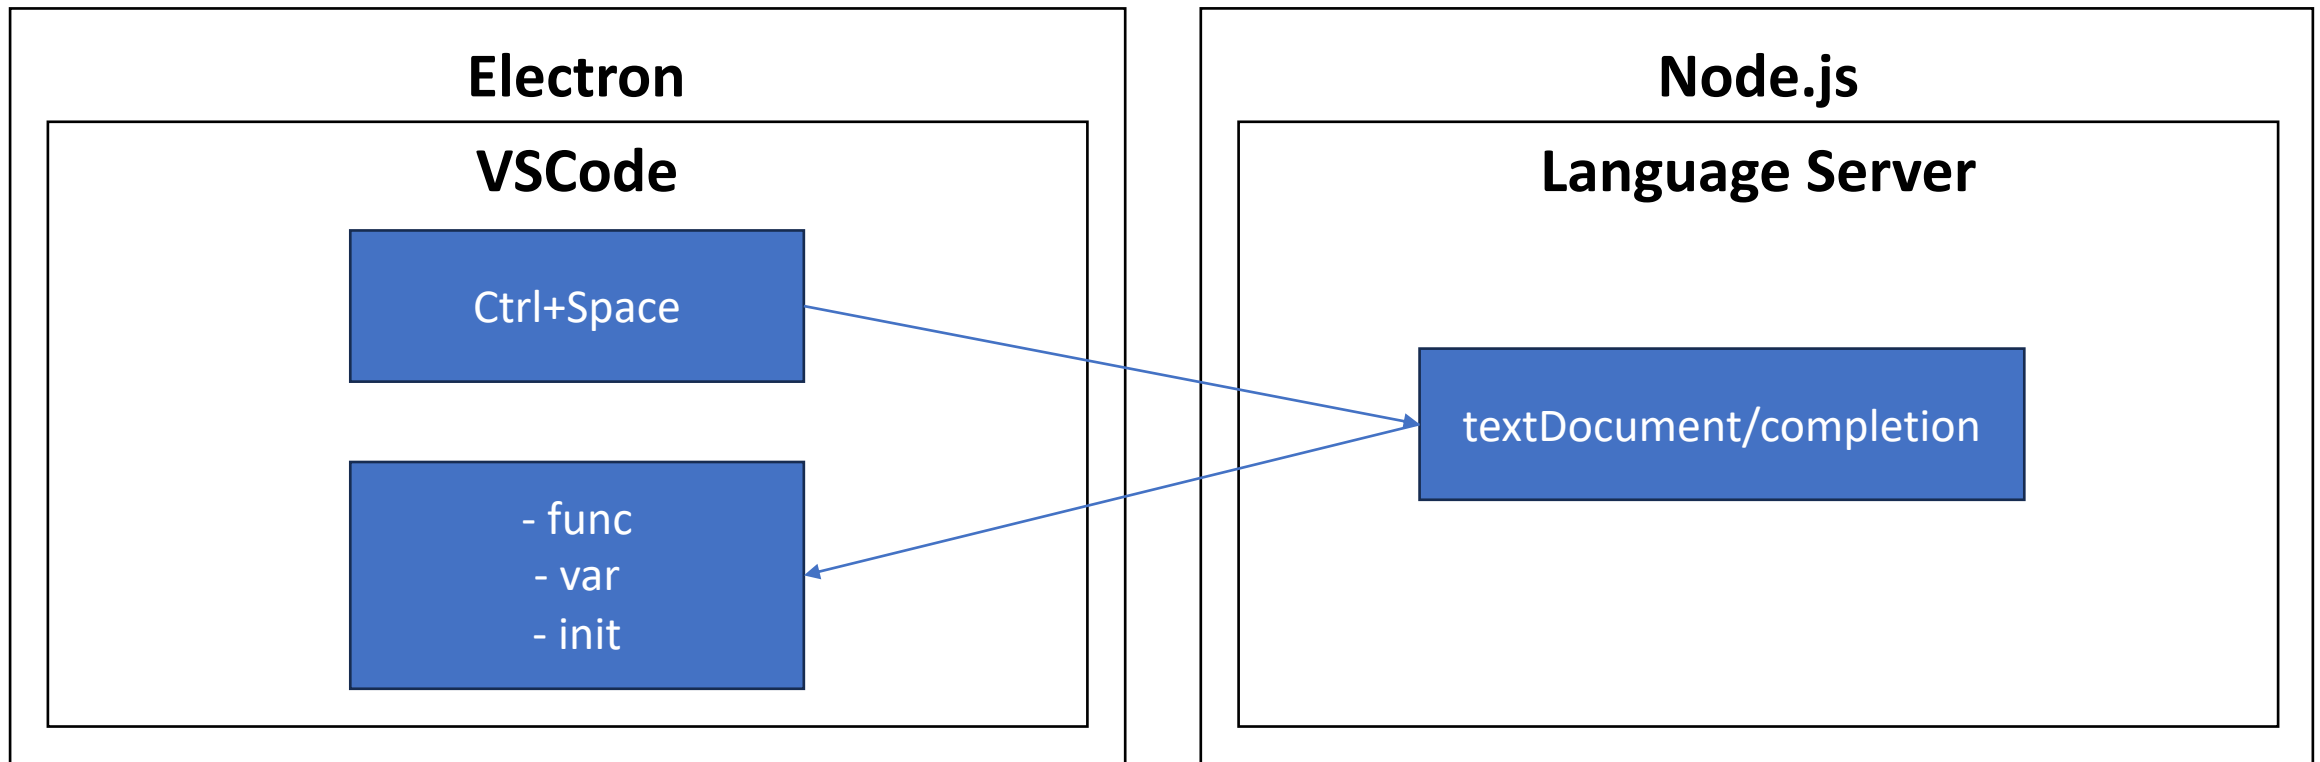 Electron
VSCode
Ctrl+Space
- func
- var
- init
Node.js
Language Server
textDocument/completion